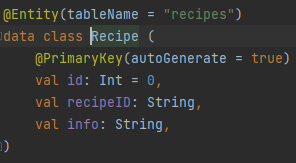 @Entity(tableName = "recipes")
data class Recipe (
@PrimaryKey(autoGenerate = true)
val id: Int = 0,
val recipeID: String,
val info: String,
)